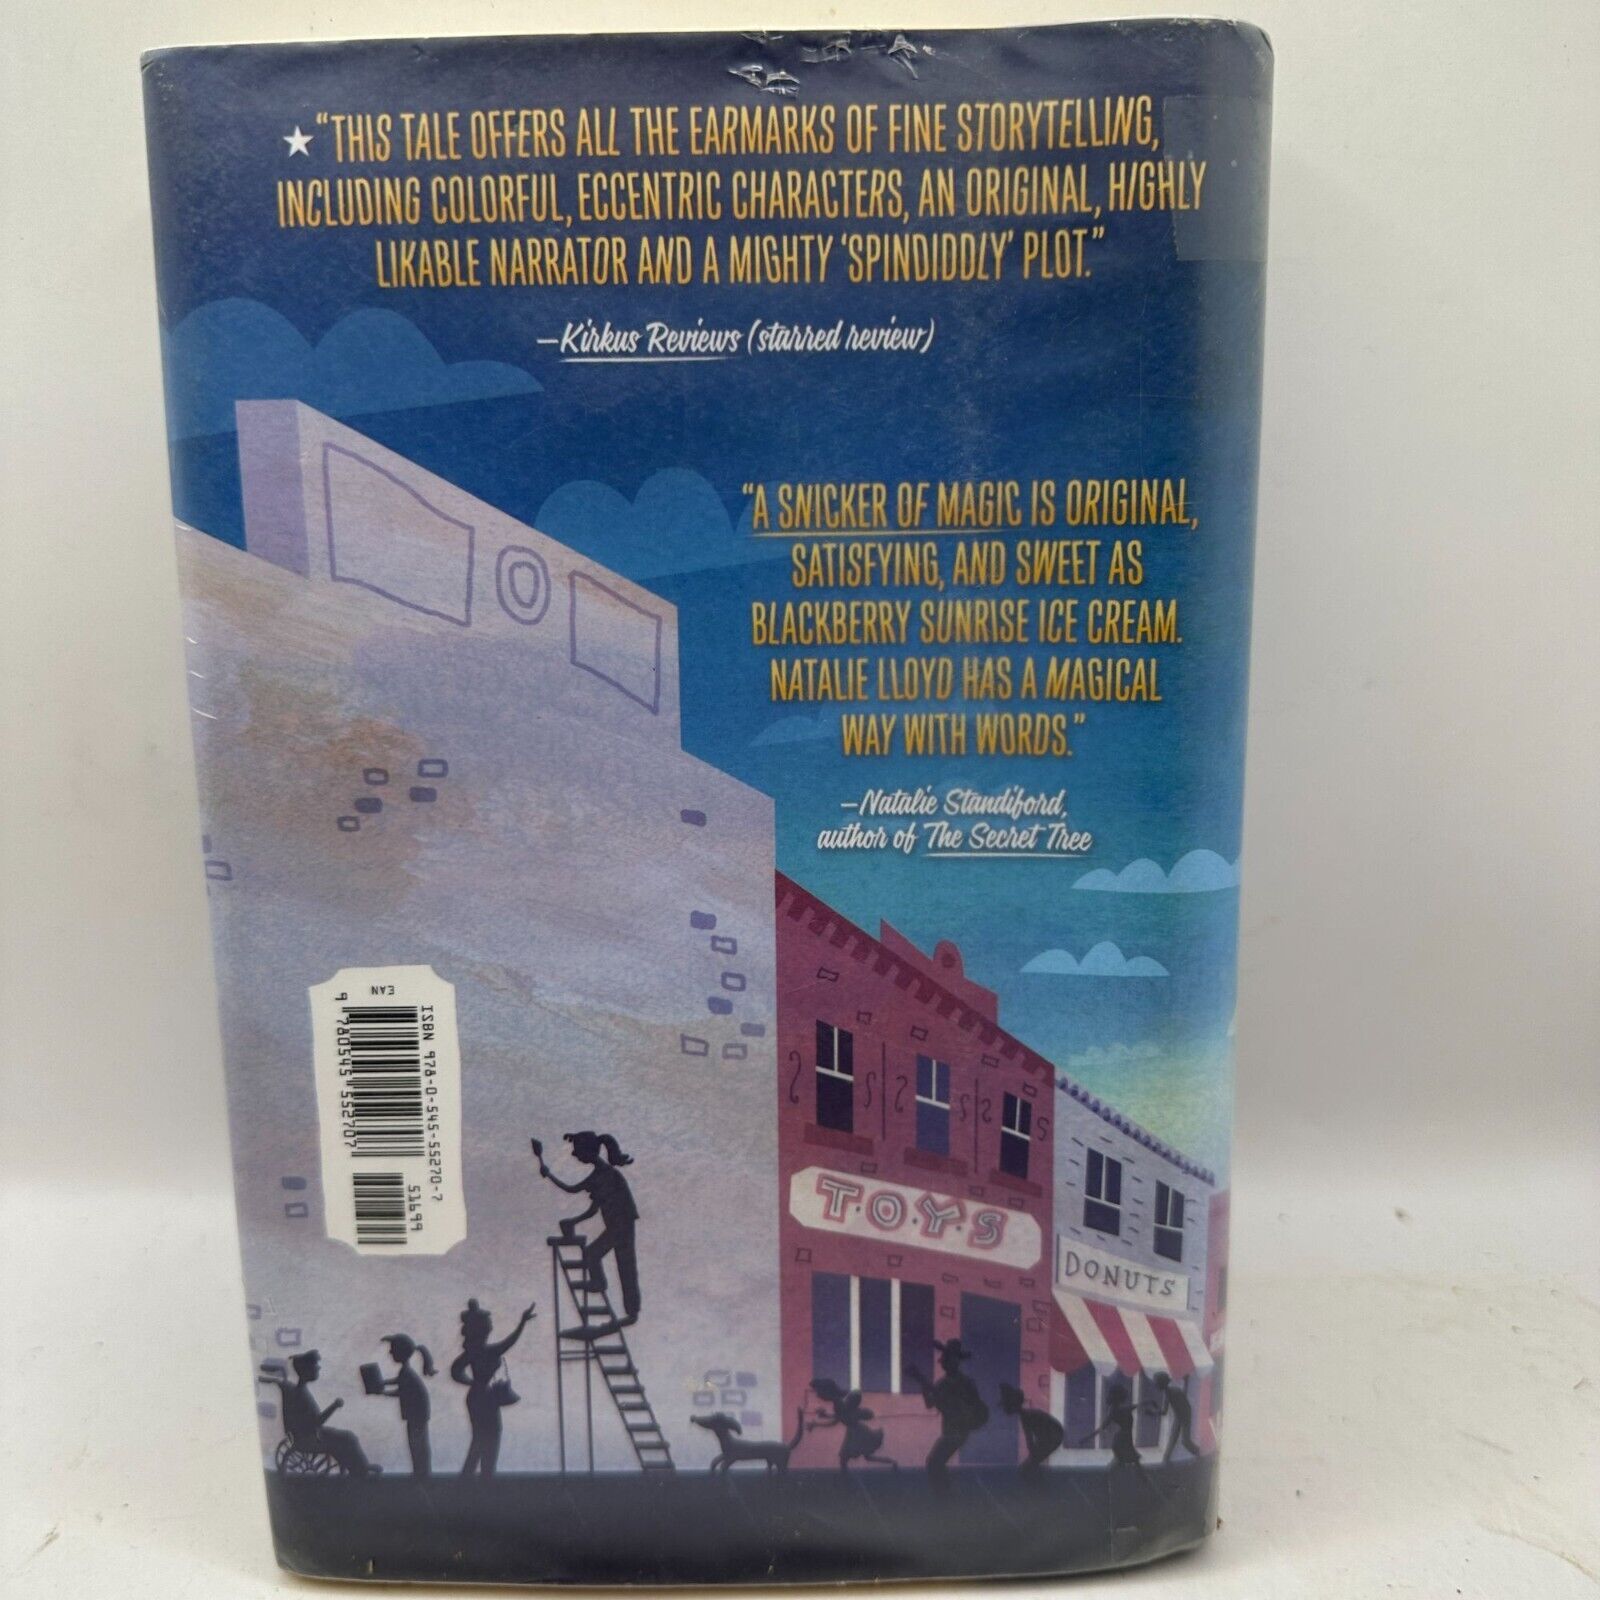 ★ “THIS TALE OFFERS ALL THE EARMARKS OF FINE STORYTELLING,
INCLUDING COLORFUL, ECCENTRIC CHARACTERS, AN ORIGINAL, HIGHLY
LIKABLE NARRATOR AND A MIGHTY ‘SPINDIDDLY’ PLOT.”
—Kirkus Reviews (starred review)
“A SNICKER OF MAGIC IS ORIGINAL,
SATISFYING, AND SWEET AS
BLACKBERRY SUNRISE ICE CREAM.
NATALIE LLOYD HAS A MAGICAL
WAY WITH WORDS.”
—Natalie Standiford,
author of The Secret Tree
ISBN 978-0-545-55270-7
51699
EAN
9 780545 552707
T·O·Y·S
DONUTS